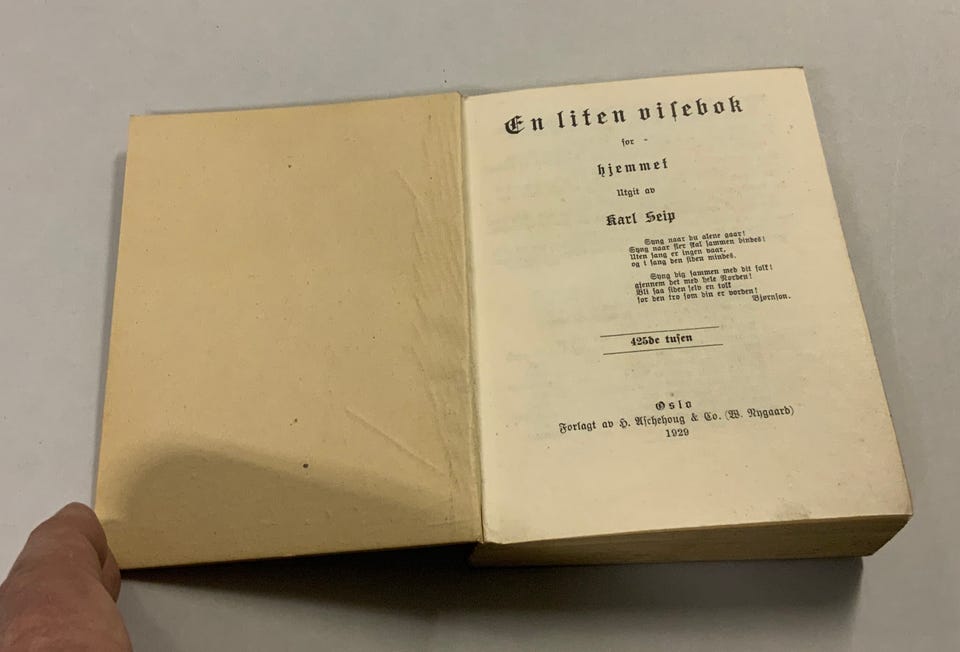 En liten visebok
for -
hjemmet
Utgit av
Karl Seip
Syng naar du alene gaar!
Syng naar fler skal sammen bindes!
Uten sang er ingen vaar,
og i sang den siden mindes.
Syng dig sammen med dit folk!
gjennem det med hele Norden!
Bli saa siden selv en tolk
for den tro som din er vorden!
Bjørnson.
425de tusen
Oslo
Forlagt av H. Aschehoug & Co. (W. Nygaard)
1929